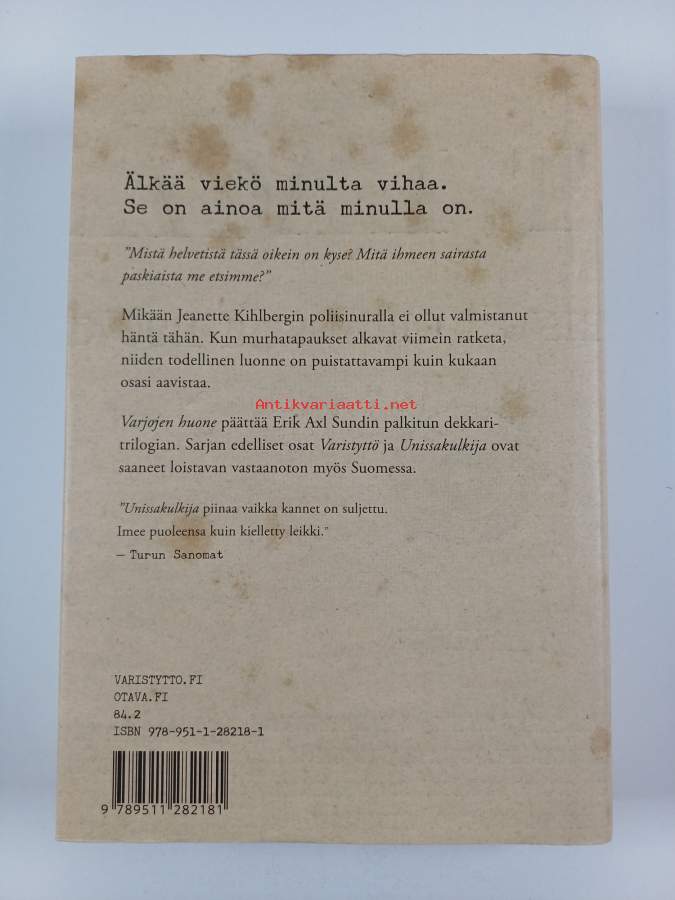 Älkää viekö minulta vihaa.
Se on ainoa mitä minulla on.
”Mistä helvetistä tässä oikein on kyse? Mitä ihmeen sairasta
paskiaista me etsimme?”
Mikään Jeanette Kihlbergin poliisinuralla ei ollut valmistanut
häntä tähän. Kun murhatapaukset alkavat viimein ratketa,
niiden todellinen luonne on puistattavampi kuin kukaan
osasi aavistaa.
Antikvariaatti.net
Varjojen huone päättää Erik Axl Sundin palkitun dekkari-
trilogian. Sarjan edelliset osat Varistyttö ja Unissakulkija ovat
saaneet loistavan vastaanoton myös Suomessa.
”Unissakulkija piinaa vaikka kannet on suljettu.
Imee puoleensa kuin kielletty leikki.”
— Turun Sanomat
VARISTYTTO.FI
OTAVA.FI
84.2
ISBN 978-951-1-28218-1
9 789511 282181